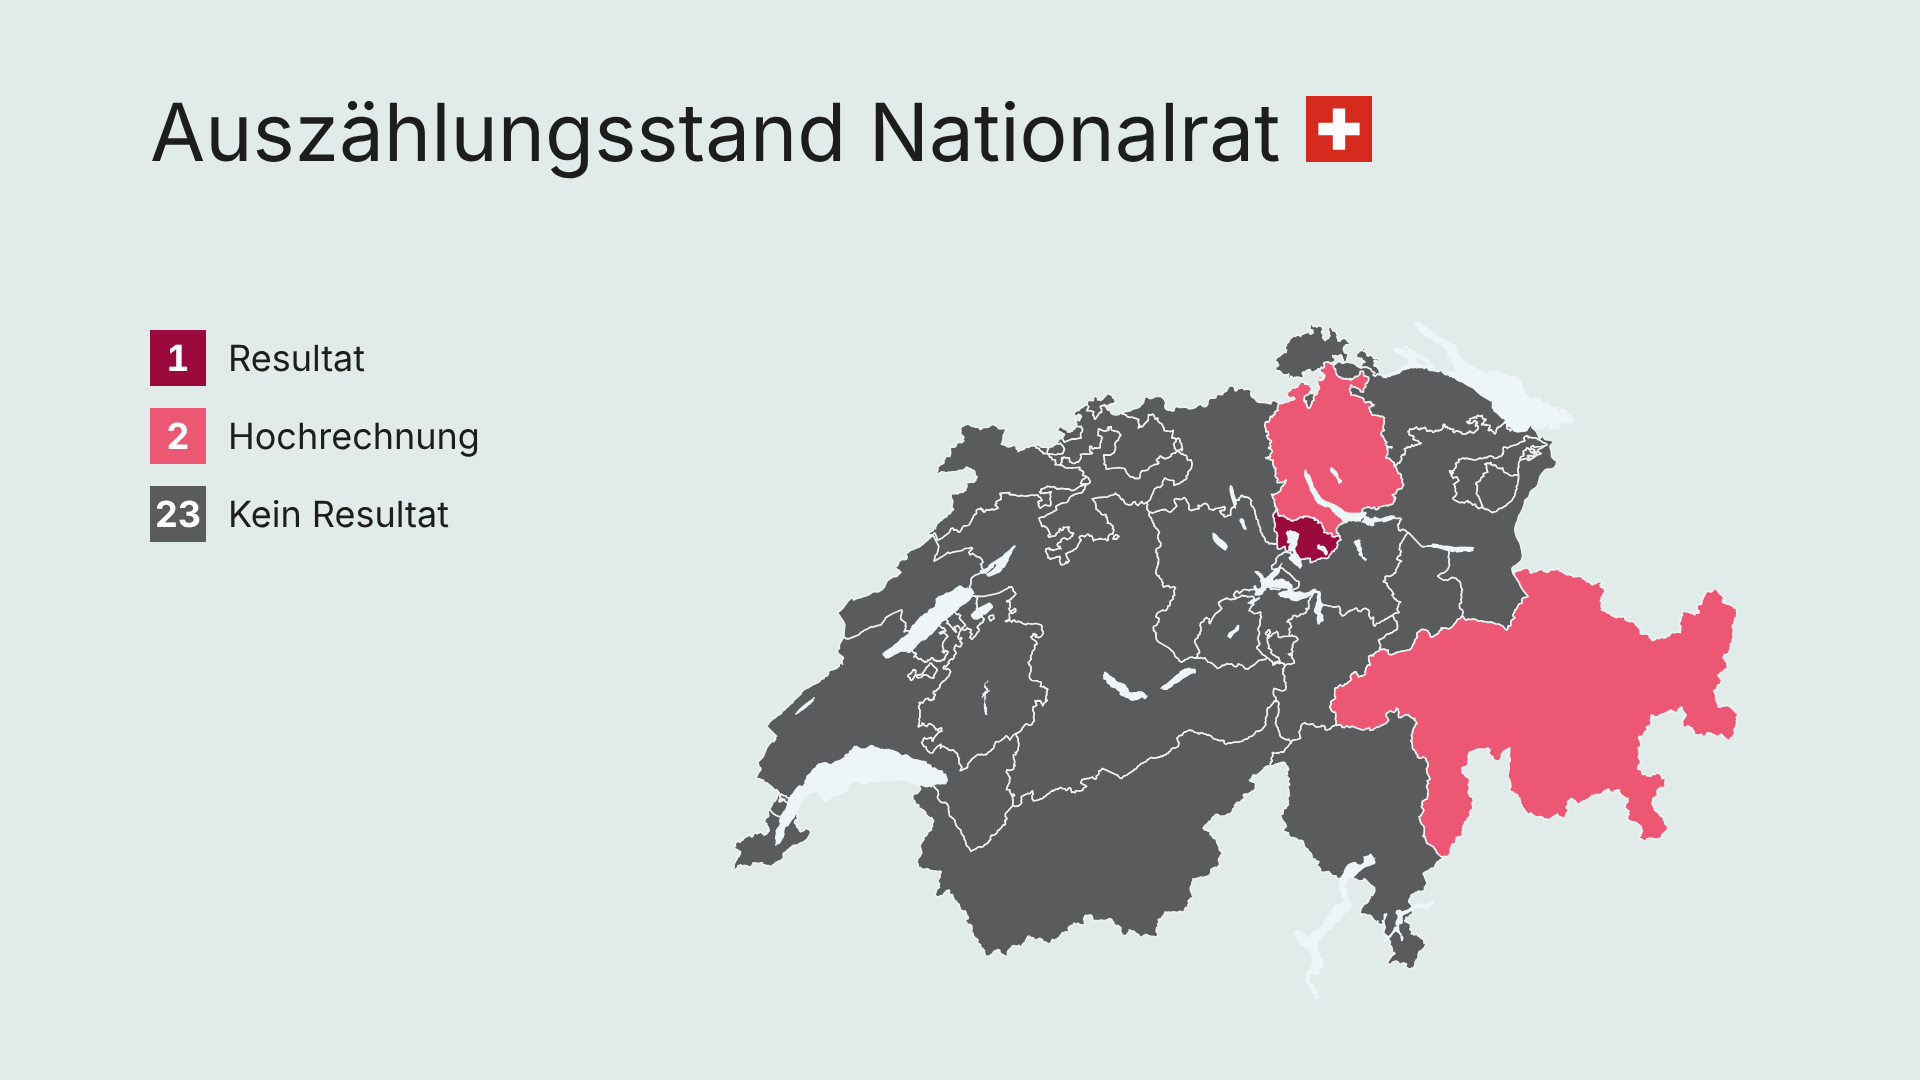 Auszählungsstand Nationalrat
1 Resultat
2 Hochrechnung
23 Kein Resultat